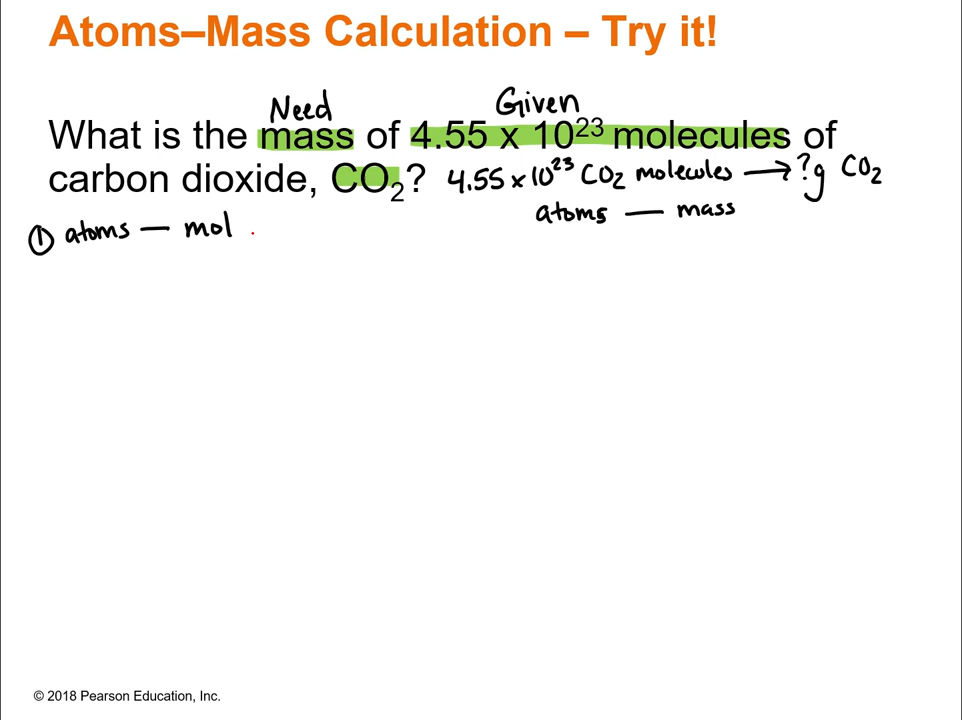 Atoms–Mass Calculation – Try it!
Need Given
What is the mass of 4.55 x 10²³ molecules of
carbon dioxide, CO₂? 4.55 × 10²³ CO₂ molecules → ? g CO₂
atoms — mass
① atoms — mol
© 2018 Pearson Education, Inc.